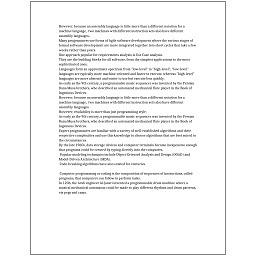 However, because an assembly language is little more than a different notation for a
machine language, two machines with different instruction sets also have different
assembly languages.
Many programmers use forms of Agile software development where the various stages of
formal software development are more integrated together into short cycles that take a few
weeks rather than years.
One approach popular for requirements analysis is Use Case analysis.
They are the building blocks for all software, from the simplest applications to the most
sophisticated ones.
Languages form an approximate spectrum from "low-level" to "high-level"; "low-level"
languages are typically more machine-oriented and faster to execute, whereas "high-level"
languages are more abstract and easier to use but execute less quickly.
As early as the 9th century, a programmable music sequencer was invented by the Persian
Banu Musa brothers, who described an automated mechanical flute player in the Book of
Ingenious Devices.
However, because an assembly language is little more than a different notation for a
machine language, two machines with different instruction sets also have different
assembly languages.
However, readability is more than just programming style.
As early as the 9th century, a programmable music sequencer was invented by the Persian
Banu Musa brothers, who described an automated mechanical flute player in the Book of
Ingenious Devices.
Expert programmers are familiar with a variety of well-established algorithms and their
respective complexities and use this knowledge to choose algorithms that are best suited to
the circumstances.
By the late 1960s, data storage devices and computer terminals became inexpensive enough
that programs could be created by typing directly into the computers.
Popular modeling techniques include Object-Oriented Analysis and Design (OOAD) and
Model-Driven Architecture (MDA).
Code-breaking algorithms have also existed for centuries.
Computer programming or coding is the composition of sequences of instructions, called
programs, that computers can follow to perform tasks.
In 1206, the Arab engineer Al-Jazari invented a programmable drum machine where a
musical mechanical automaton could be made to play different rhythms and drum patterns,
via pegs and cams.